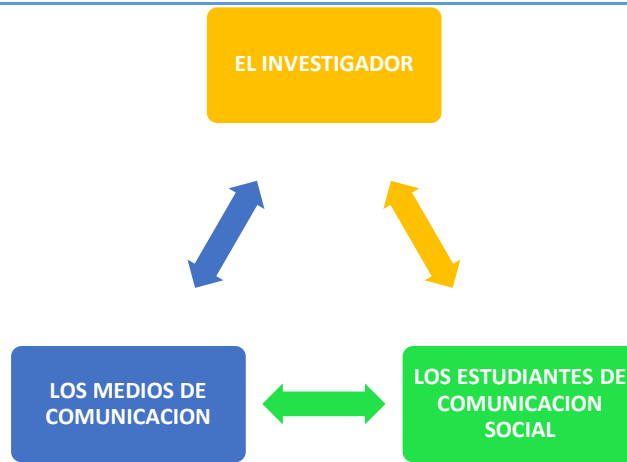 EL INVESTIGADOR
LOS MEDIOS DE
COMUNICACION
LOS ESTUDIANTES DE
COMUNICACION
SOCIAL